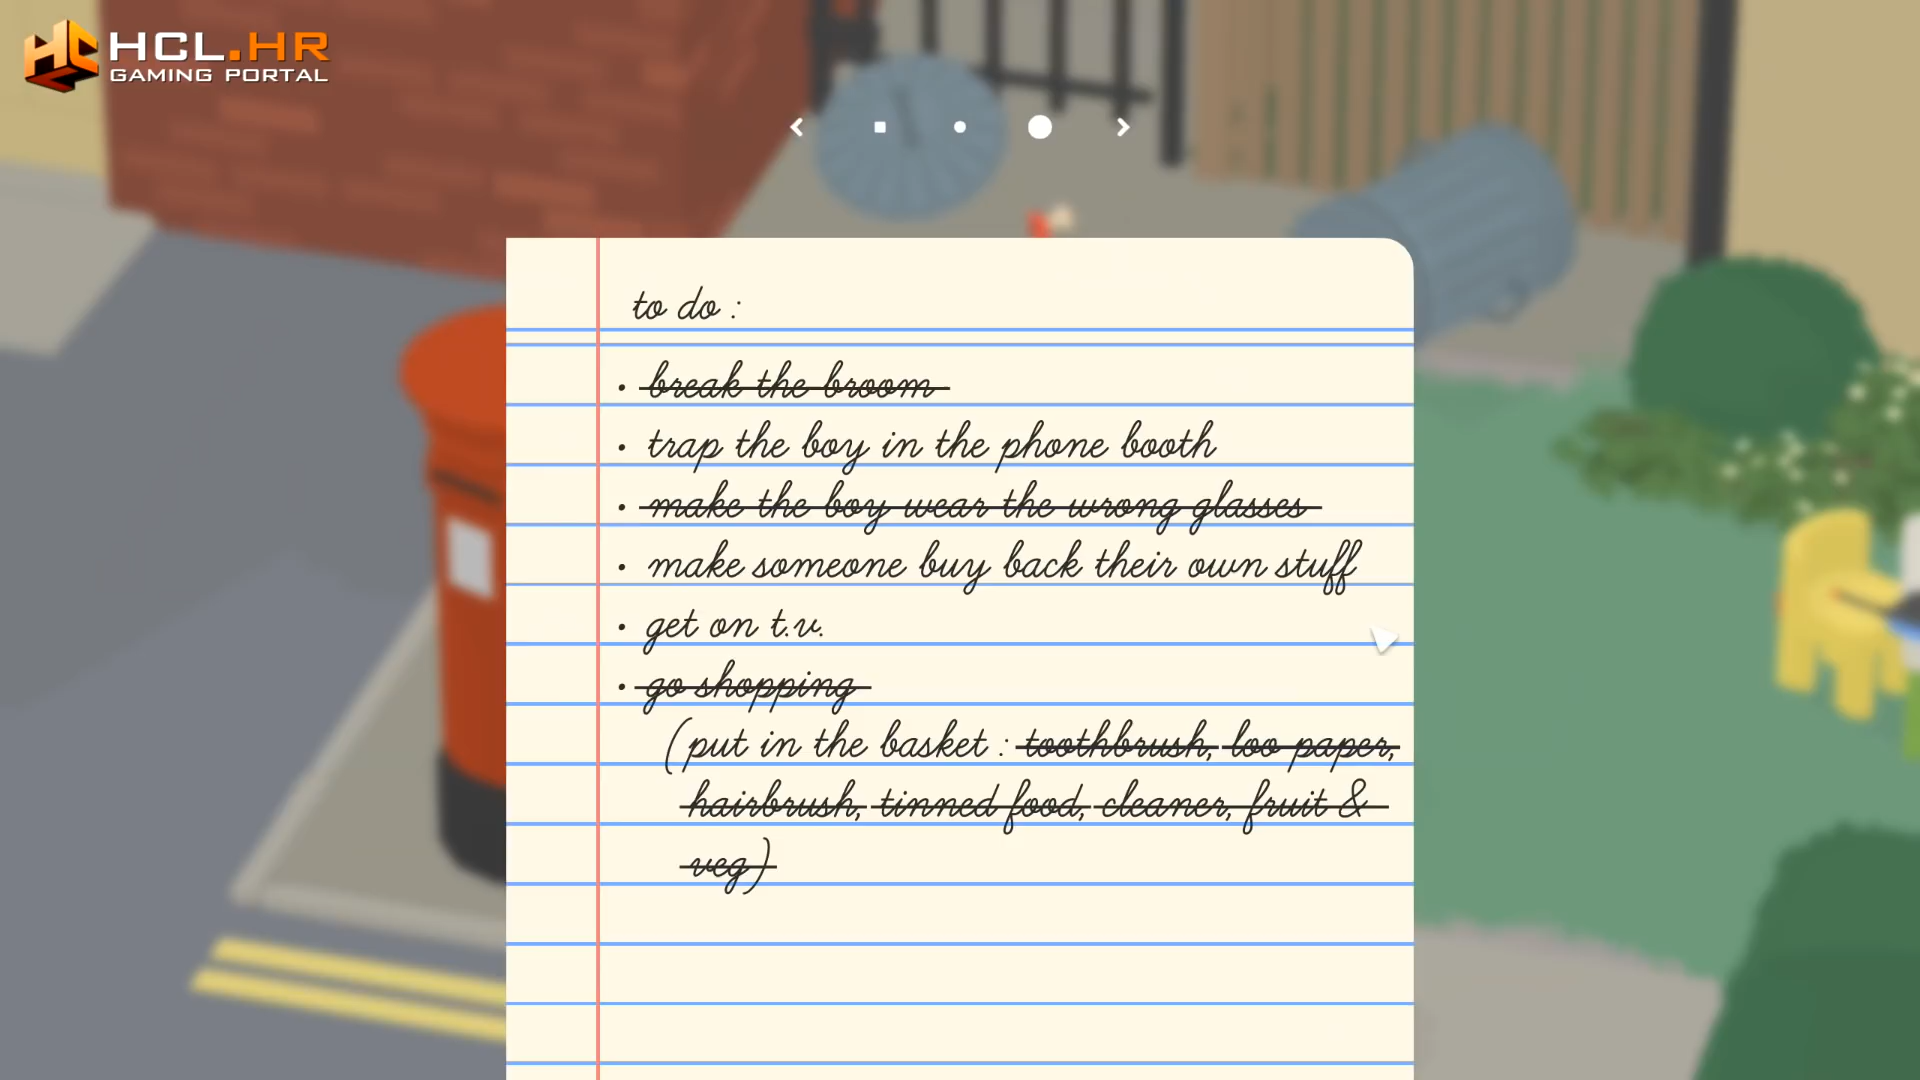 HCL.HR
GAMING PORTAL
to do :
• break the broom
• trap the boy in the phone booth
• make the boy wear the wrong glasses
• make someone buy back their own stuff
• get on t.v.
• go shopping
(put in the basket : toothbrush, loo paper,
hairbrush, tinned food, cleaner, fruit &
veg)